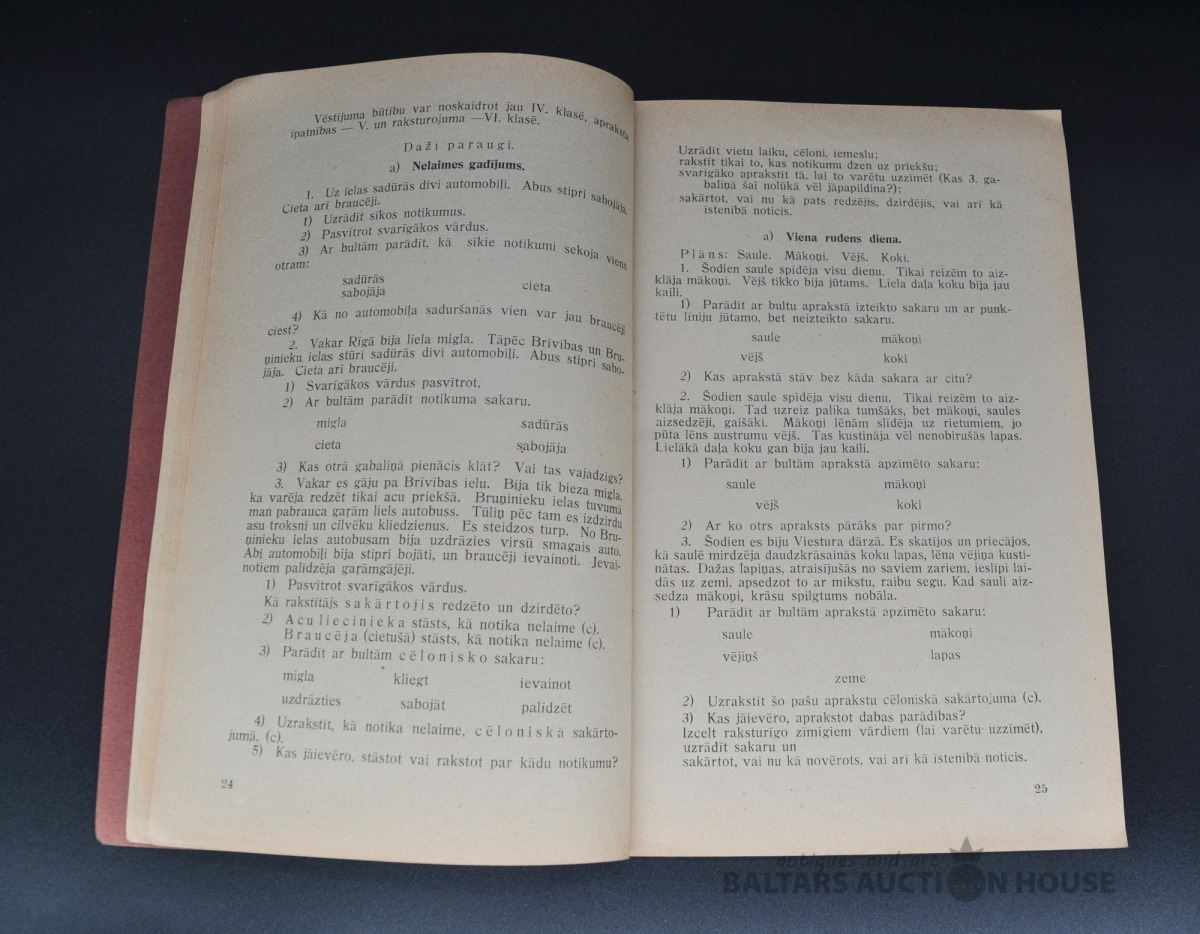 Vēstījuma būtību var noskaidrot jau IV. klasē, apraksta
īpatnības — V. un raksturojuma —VI. klasē.
Daži paraugi.
a) Nelaimes gadījums.
1. Uz ielas sadūrās divi automobiļi. Abus stipri sabojāja.
Cieta arī braucēji.
1) Uzrādīt sīkos notikumus.
2) Pasvītrot svarīgākos vārdus.
3) Ar bultām parādīt, kā sīkie notikumi sekoja viens
otram:
sadūrās
sabojāja
cieta
4) Kā no automobiļa saduršanās vien var jau braucēji
ciest?
2. Vakar Rīgā bija liela migla. Tāpēc Brīvības un Bru-
ņinieku ielas stūrī sadūrās divi automobiļi. Abus stipri sabo-
jāja. Cieta arī braucēji.
1) Svarīgākos vārdus pasvītrot.
2) Ar bultām parādīt notikuma sakaru.
migla sadūrās
cieta sabojāja
3) Kas otrā gabaliņā pienācis klāt? Vai tas vajadzīgs?
3. Vakar es gāju pa Brīvības ielu. Bija tik bieza migla,
ka varēja redzēt tikai acu priekšā. Bruņinieku ielas tuvumā
man pabrauca gaŗām liels autobuss. Tūliņ pēc tam es izdzirdu
asu troksni un cilvēku kliedzienus. Es steidzos turp. No Bru-
ņinieku ielas autobusam bija uzdrāzies virsū smagais auto.
Abi automobiļi bija stipri bojāti, un braucēji ievainoti. Ievai-
notiem palīdzēja gaŗāmgājēji.
1) Pasvītrot svarīgākos vārdus.
Kā rakstītājs sakārtojis redzēto un dzirdēto?
2) Aculiecinieka stāsts, kā notika nelaime (c).
Braucēja (cietušā) stāsts, kā notika nelaime (c).
3) Parādīt ar bultām cēlonisko sakaru:
migla kliegt ievainot
uzdrāzties sabojāt palīdzēt
4) Uzrakstīt, kā notika nelaime, cēloniskā sakārto-
jumā, (c).
5) Kas jāievēro, stāstot vai rakstot par kādu notikumu?
24
Uzrādīt vietu laiku, cēloni, iemeslu;
rakstīt tikai to, kas notikumu dzen uz priekšu;
svarīgāko aprakstīt tā, lai to varētu uzzīmēt (Kas 3. ga-
baliņa šai nolūkā vēl jāpapildina?);
sakārtot, vai nu kā pats redzējis, dzirdējis, vai arī kā
īstenībā noticis.
a) Viena rudens diena.
Plāns: Saule. Mākoņi. Vējš. Koki.
1. Šodien saule spīdēja visu dienu. Tikai reizēm to aiz-
klāja mākoņi. Vējš tikko bija jūtams. Liela daļa koku bija jau
kaili.
1) Parādīt ar bultu aprakstā izteikto sakaru un ar punk-
tētu līniju jūtamo, bet neizteikto sakaru.
saule mākoņi
vējš koki
2) Kas aprakstā stāv bez kāda sakara ar citu?
2. Šodien saule spīdēja visu dienu. Tikai reizēm to aiz-
klāja mākoņi. Tad uzreiz palika tumšāks, bet mākoņi, saules
aizsedzēji, gaišāki. Mākoņi lēnām slīdēja uz rietumiem, jo
pūta lēns austrumu vējš. Tas kustināja vēl nenobirušās lapas.
Lielākā daļa koku gan bija jau kaili.
1) Parādīt ar bultām aprakstā apzīmēto sakaru:
saule mākoņi
vējš koki
2) Ar ko otrs apraksts pārāks par pirmo?
3. Šodien es biju Viestura dārzā. Es skatījos un priecājos,
kā saulē mirdzēja daudzkrāsainās koku lapas, lēna vējiņa kusti-
nātas. Dažas lapiņas, atraisījušās no saviem zariem, ieslīpi lai-
dās uz zemi, apsedzot to ar mīkstu, raibu segu. Kad sauli aiz-
sedza mākoņi, krāsu spilgtums nobāla.
1) Parādīt ar bultām aprakstā apzīmēto sakaru:
saule mākoņi
vējiņš lapas
zeme
2) Uzrakstīt šo pašu aprakstu cēloniskā sakārtojuma (c).
3) Kas jāievēro, aprakstot dabas parādības?
Izcelt raksturīgo zīmīgiem vārdiem (lai varētu uzzīmēt),
uzrādīt sakaru un
sakārtot, vai nu kā novērots, vai arī kā īstenībā noticis.
25
antiques and art
BALTARS AUCTION HOUSE